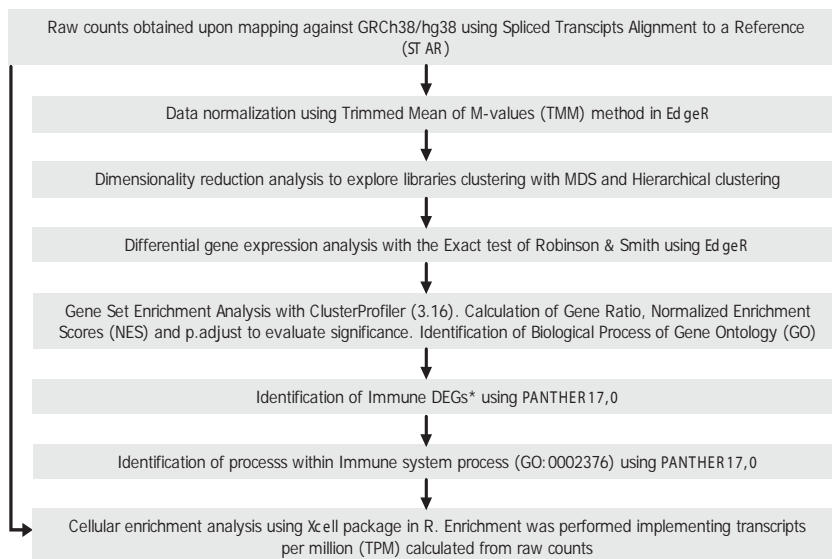 Raw counts obtained upon mapping against GRCh38/hg38 using Spliced Transcipts Alignment to a Reference
(STAR)
Data normalization using Trimmed Mean of M-values (TMM) method in EdgeR
Dimensionality reduction analysis to explore libraries clustering with MDS and Hierarchical clustering
Differential gene expression analysis with the Exact test of Robinson & Smith using EdgeR
Gene Set Enrichment Analysis with ClusterProfiler (3.16). Calculation of Gene Ratio, Normalized Enrichment
Scores (NES) and p.adjust to evaluate significance. Identification of Biological Process of Gene Ontology (GO)
Identification of Immune DEGs* using PANTHER17,0
Identification of processs within Immune system process (GO:0002376) using PANTHER17,0
Cellular enrichment analysis using Xcell package in R. Enrichment was performed implementing transcripts
per million (TPM) calculated from raw counts